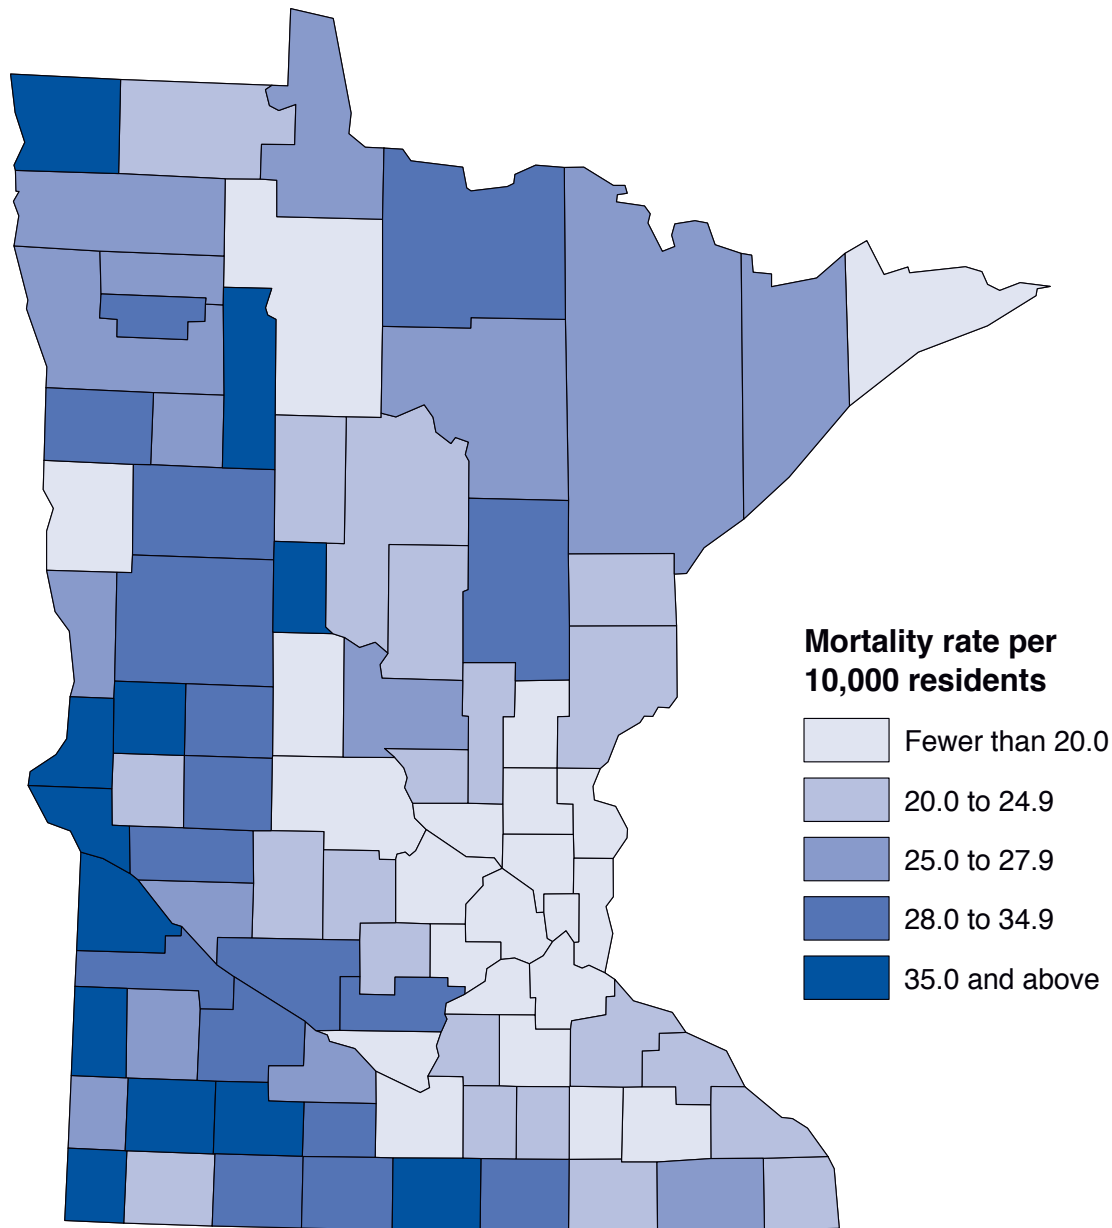 Mortality rate per
10,000 residents
Fewer than 20.0
20.0 to 24.9
25.0 to 27.9
28.0 to 34.9
35.0 and above